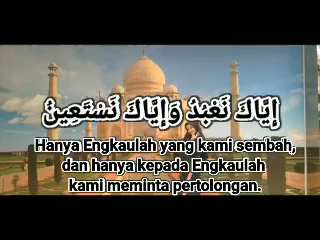 إِيَّاكَ نَعْبُدُ وَإِيَّاكَ نَسْتَعِينُ
Hanya Engkaulah yang kami sembah,
dan hanya kepada Engkaulah
kami meminta pertolongan.